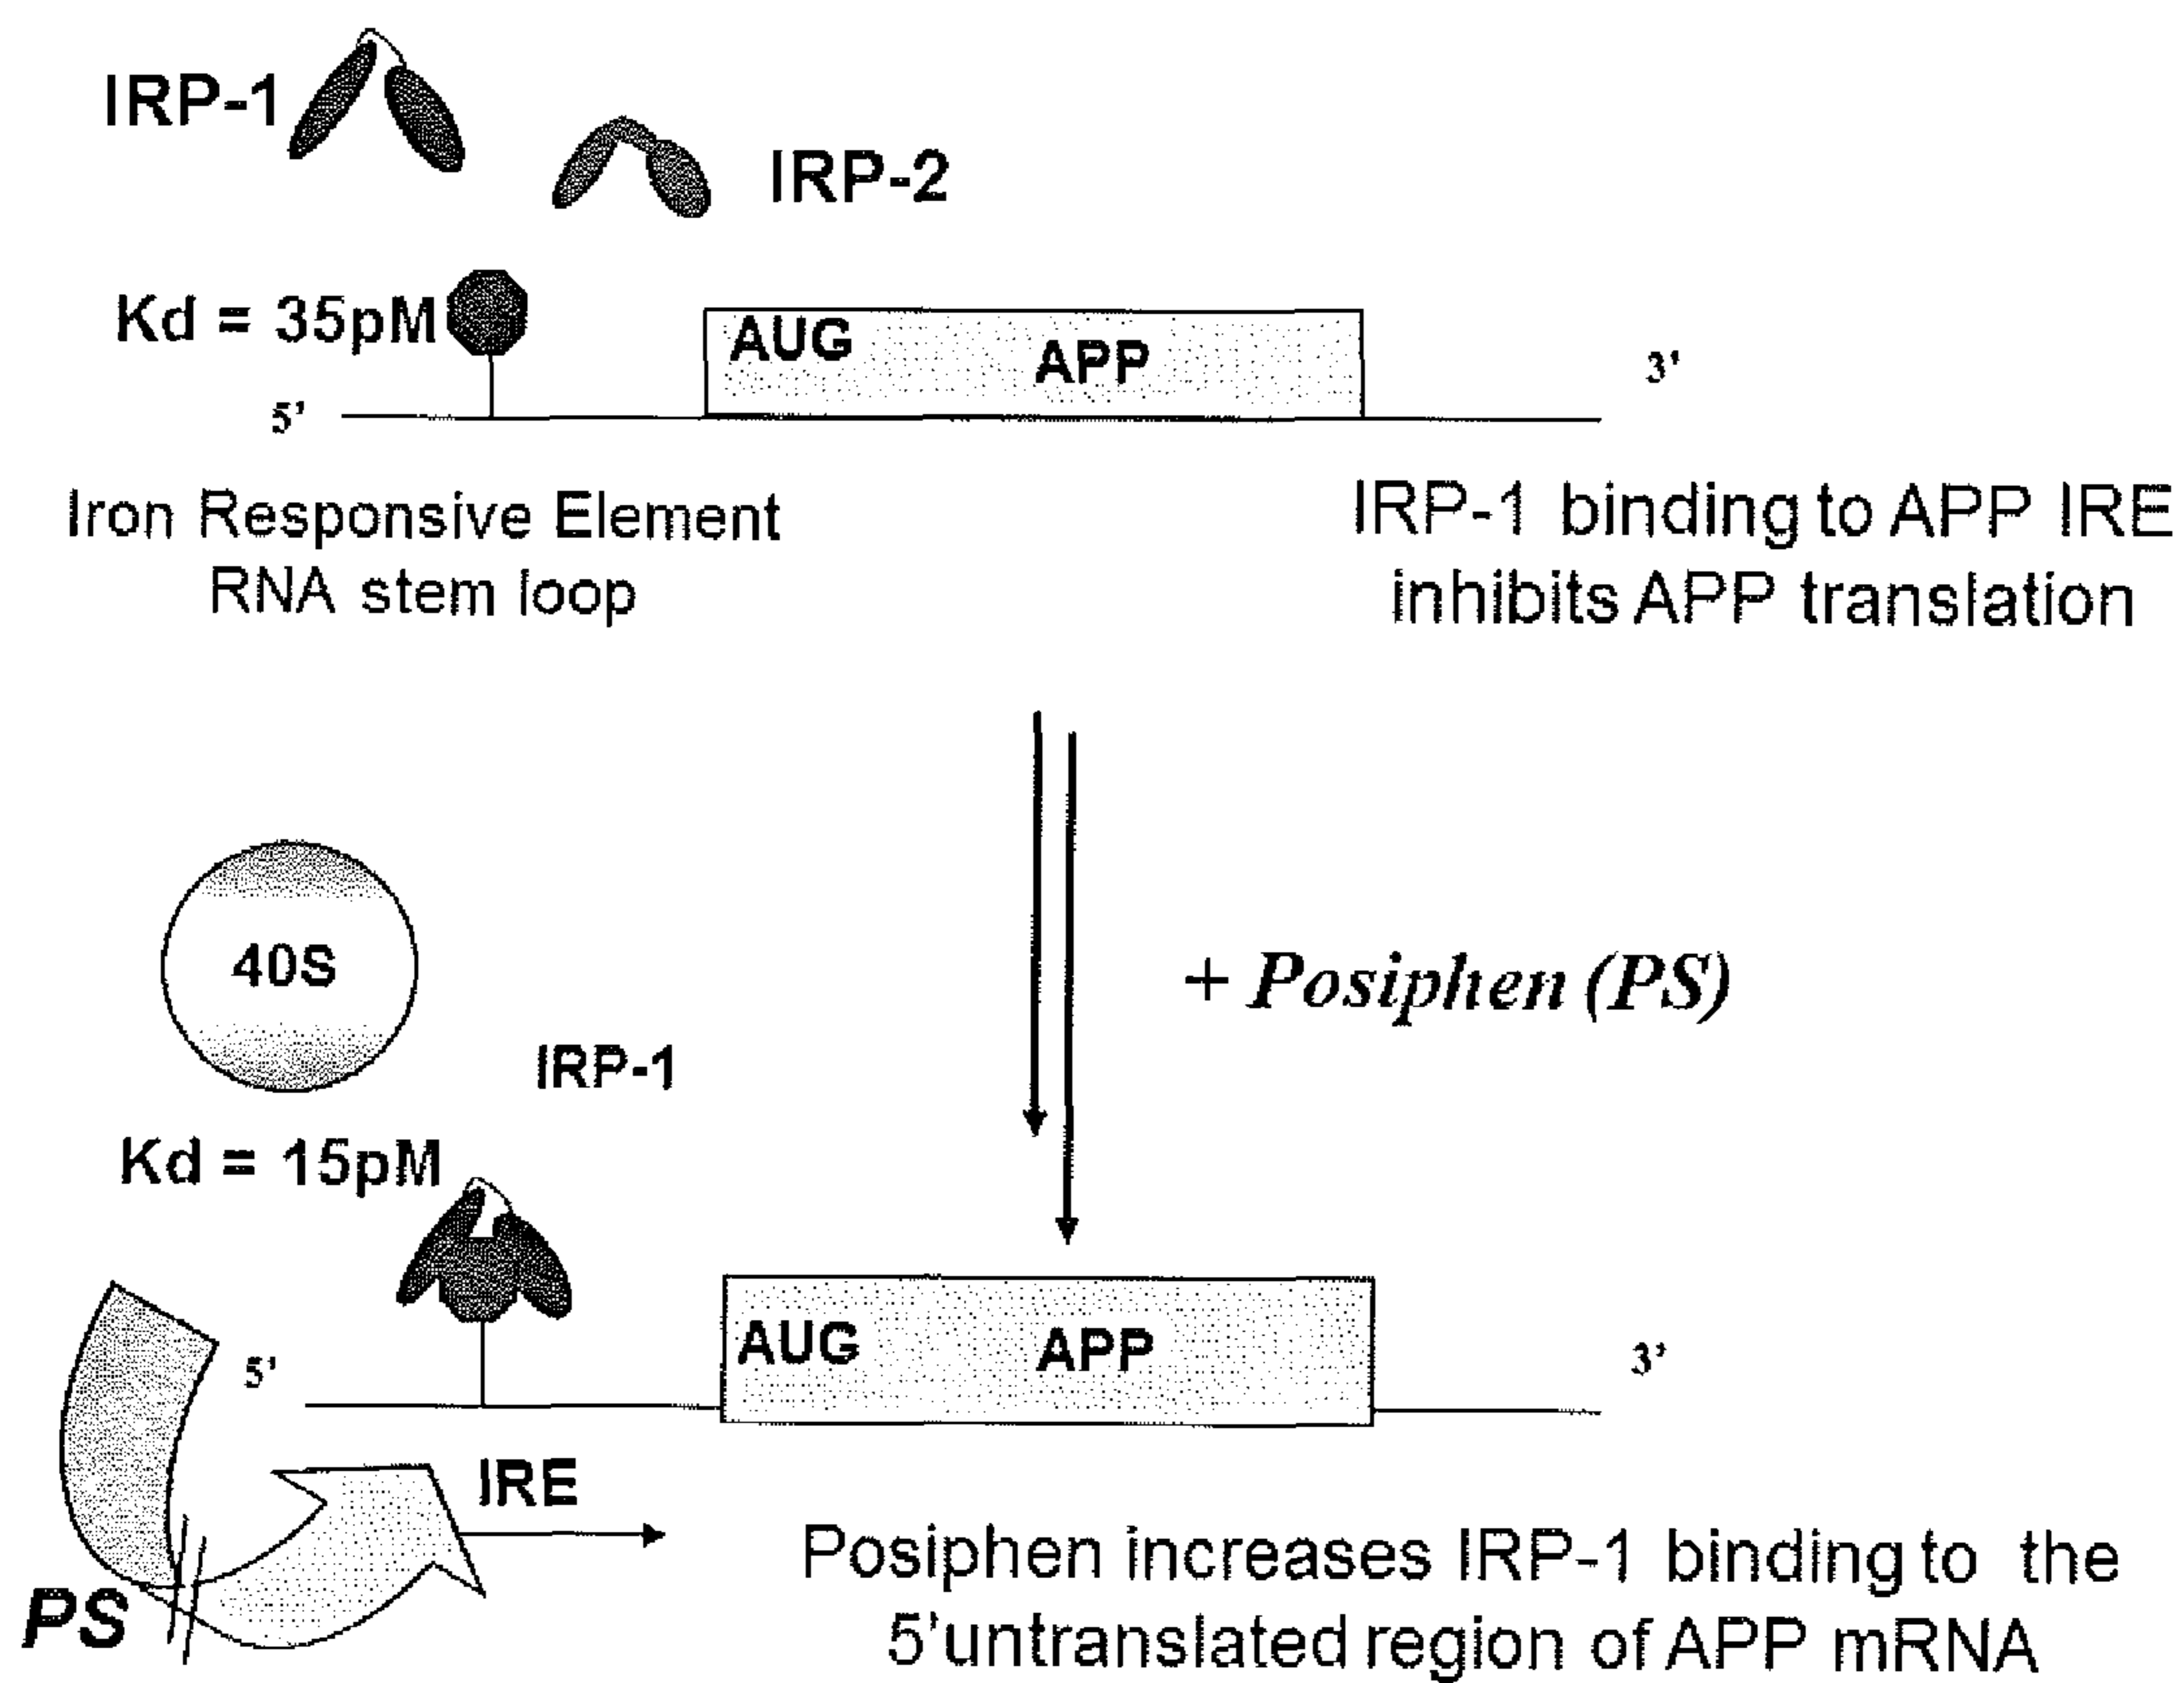 IRP-1
IRP-2
Kd = 35pM
AUG
APP
5'
3'
Iron Responsive Element
RNA stem loop
IRP-1 binding to APP IRE
inhibits APP translation
+ Posiphen (PS)
40S
IRP-1
Kd = 15pM
5'
AUG
APP
3'
IRE
PS
Posiphen increases IRP-1 binding to the
5'untranslated region of APP mRNA